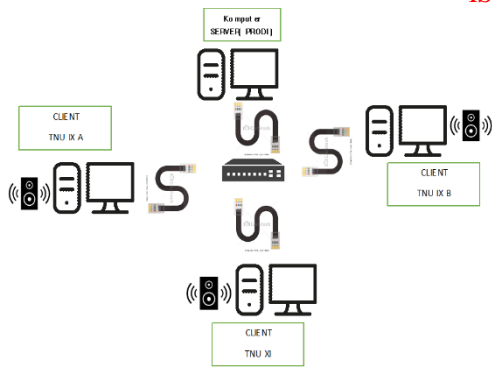 Komputer
SERVER[ PRODI]
CLIENT
TNU IX A
CLIENT
TNU IX B
CLIENT
TNU XI